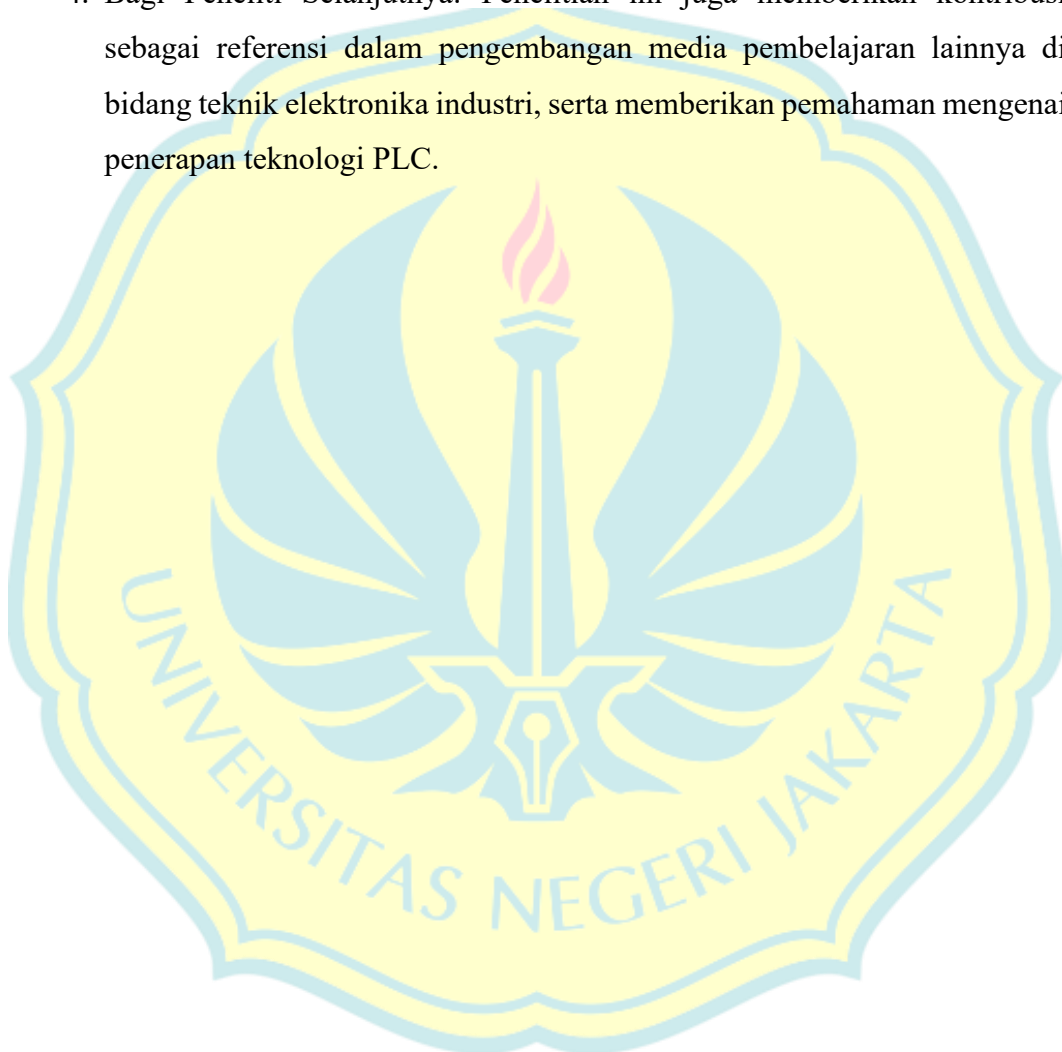 4. Bagi Peneliti Selanjutnya: Penelitian ini juga memberikan kontribusi
sebagai referensi dalam pengembangan media pembelajaran lainnya di
bidang teknik elektronika industri, serta memberikan pemahaman mengenai
penerapan teknologi PLC.
UNIVERSITAS NEGERI JAKARTA